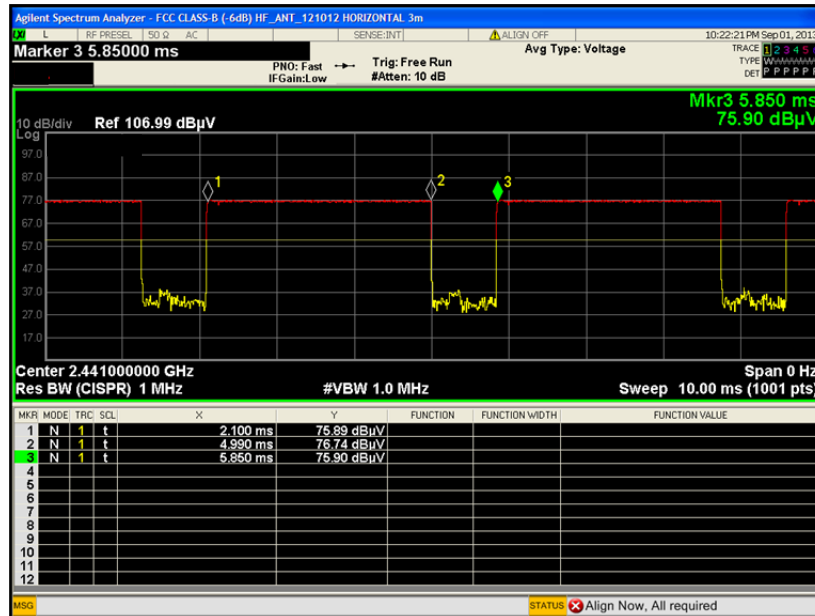 Agilent Spectrum Analyzer - FCC CLASS-B (-6dB) HF_ANT_121012 HORIZONTAL 3m
L RF PRESEL 50 Ω AC SENSE:INT ALIGN OFF 10:22:21 PM Sep 01, 2013
Marker 3 5.85000 ms Avg Type: Voltage TRACE 1 2 3 4 5
PNO: Fast Trig: Free Run TYPE
IFGain:Low #Atten: 10 dB DET P P P P P
Mkr3 5.850 ms
10 dB/div Ref 106.99 dBµV 75.90 dBµV
Log
97.0
87.0
1 2 3
77.0
67.0
57.0
47.0
37.0
27.0
17.0
Center 2.441000000 GHz Span 0 Hz
Res BW (CISPR) 1 MHz #VBW 1.0 MHz Sweep 10.00 ms (1001 pts)
MKR MODE TRC SCL X Y FUNCTION FUNCTION WIDTH FUNCTION VALUE
1 N 1 t 2.100 ms 75.89 dBµV
2 N 1 t 4.990 ms 76.74 dBµV
3 N 1 t 5.850 ms 75.90 dBµV
4
5
6
7
8
9
10
11
12
MSG STATUS Align Now, All required